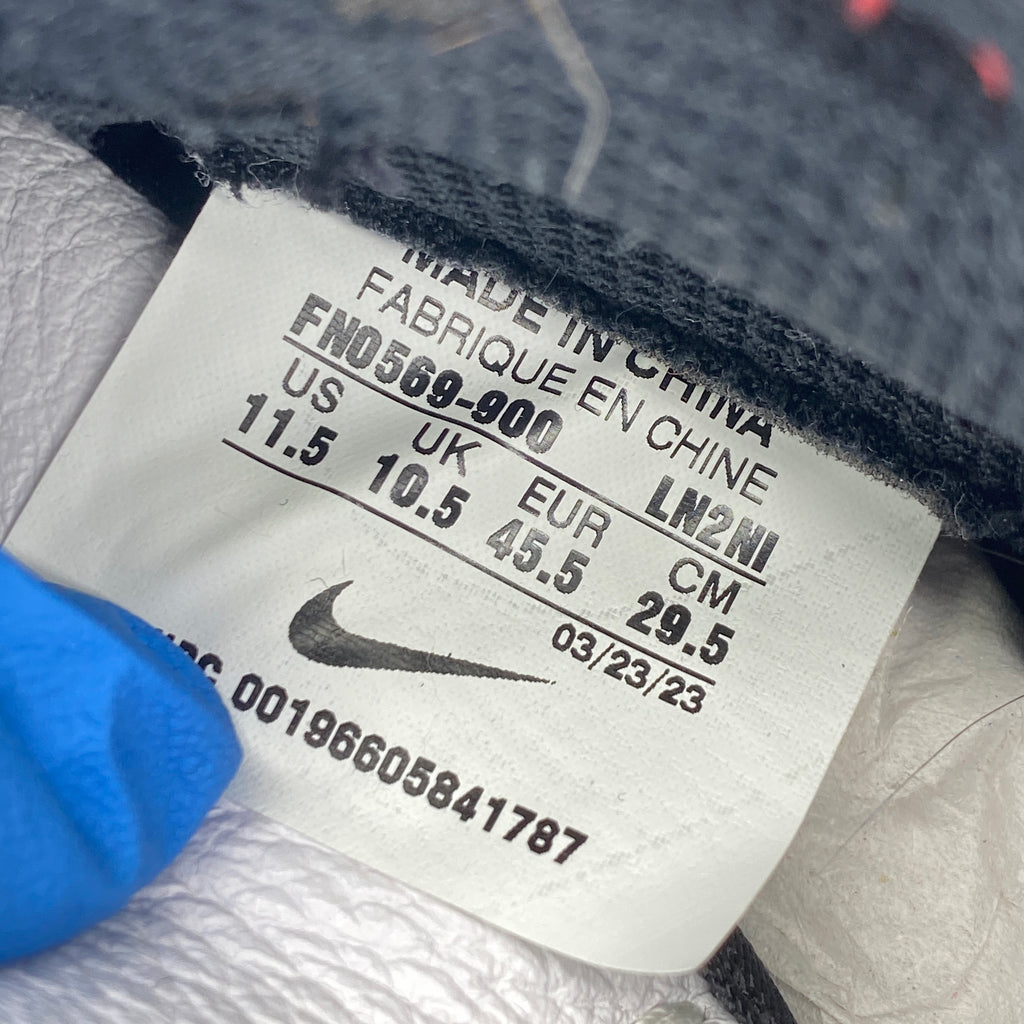 MADE IN CHINA
FABRIQUE EN CHINE
FN0569-900 LN2NI
US UK EUR CM
11.5 10.5 45.5 29.5
03/23/23
00196605841787